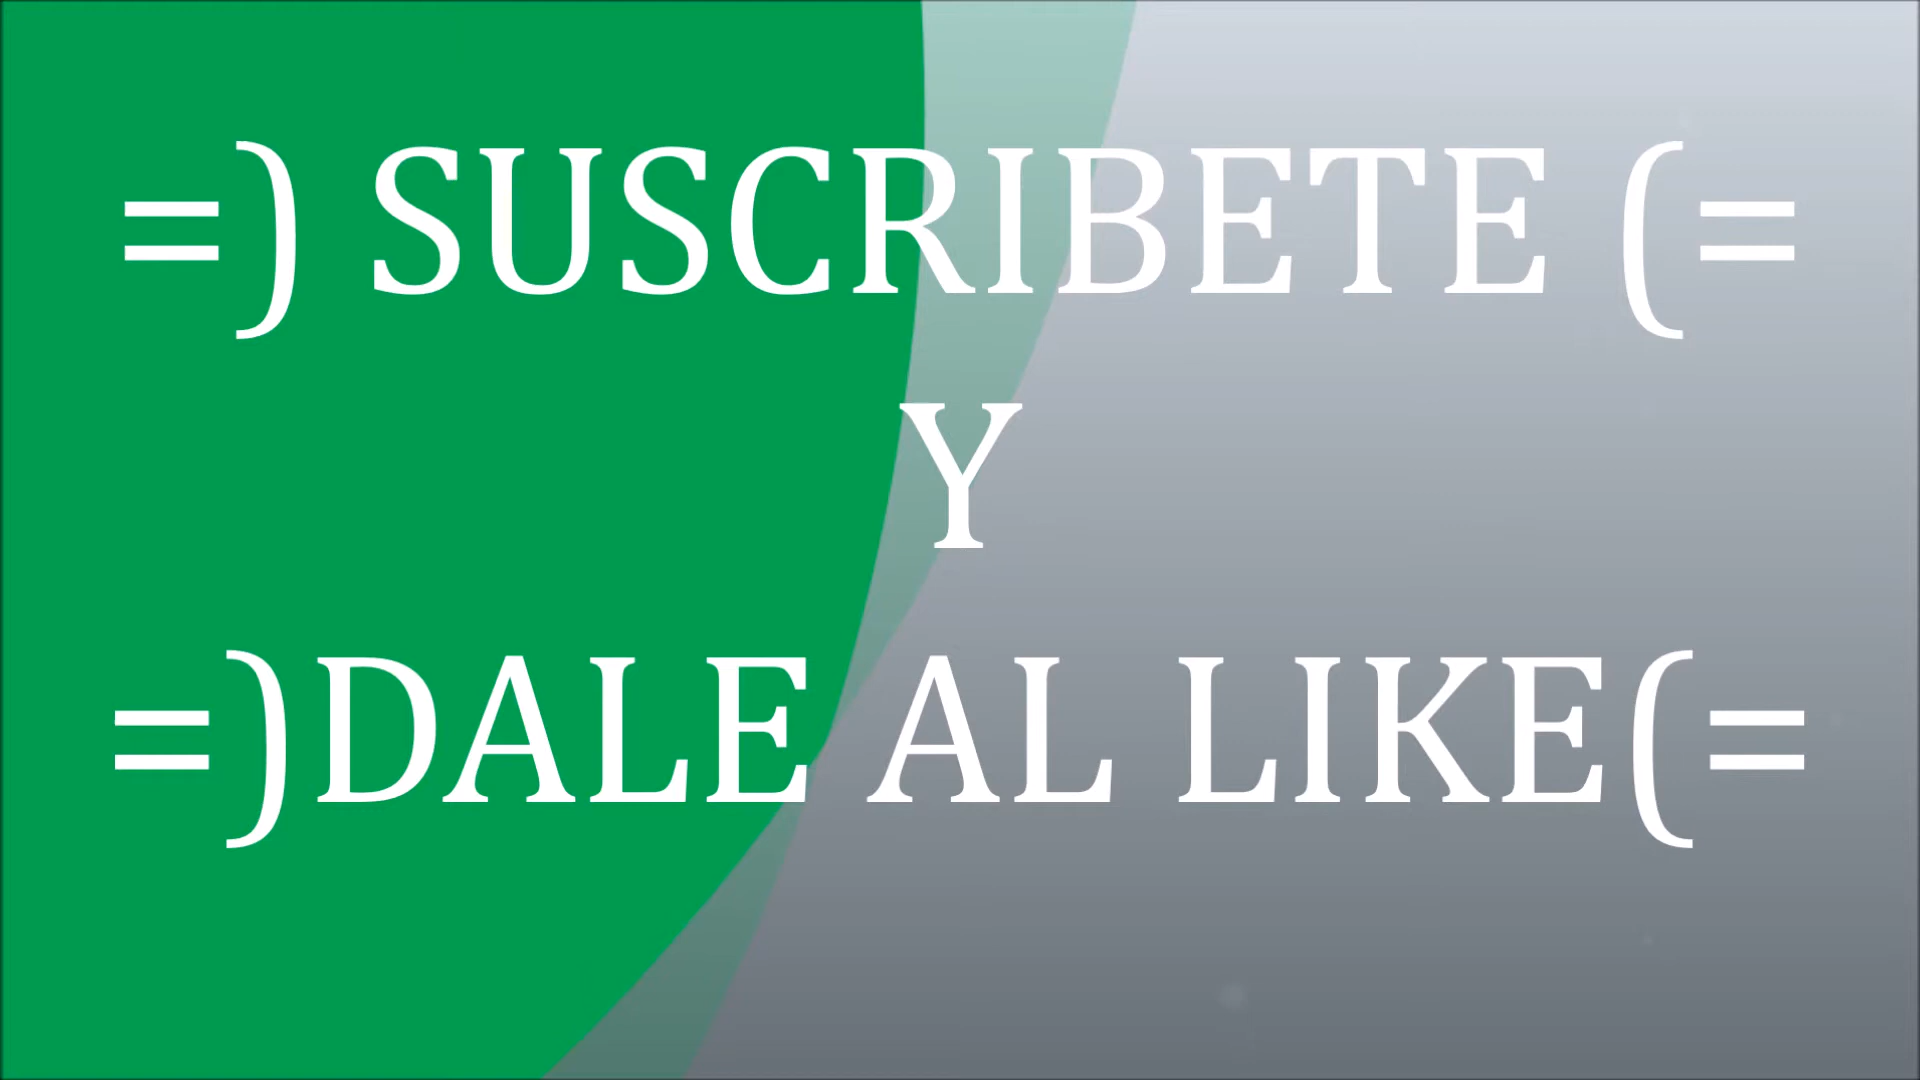 =) SUSCRIBETE (=
Y
=)DALE AL LIKE(=